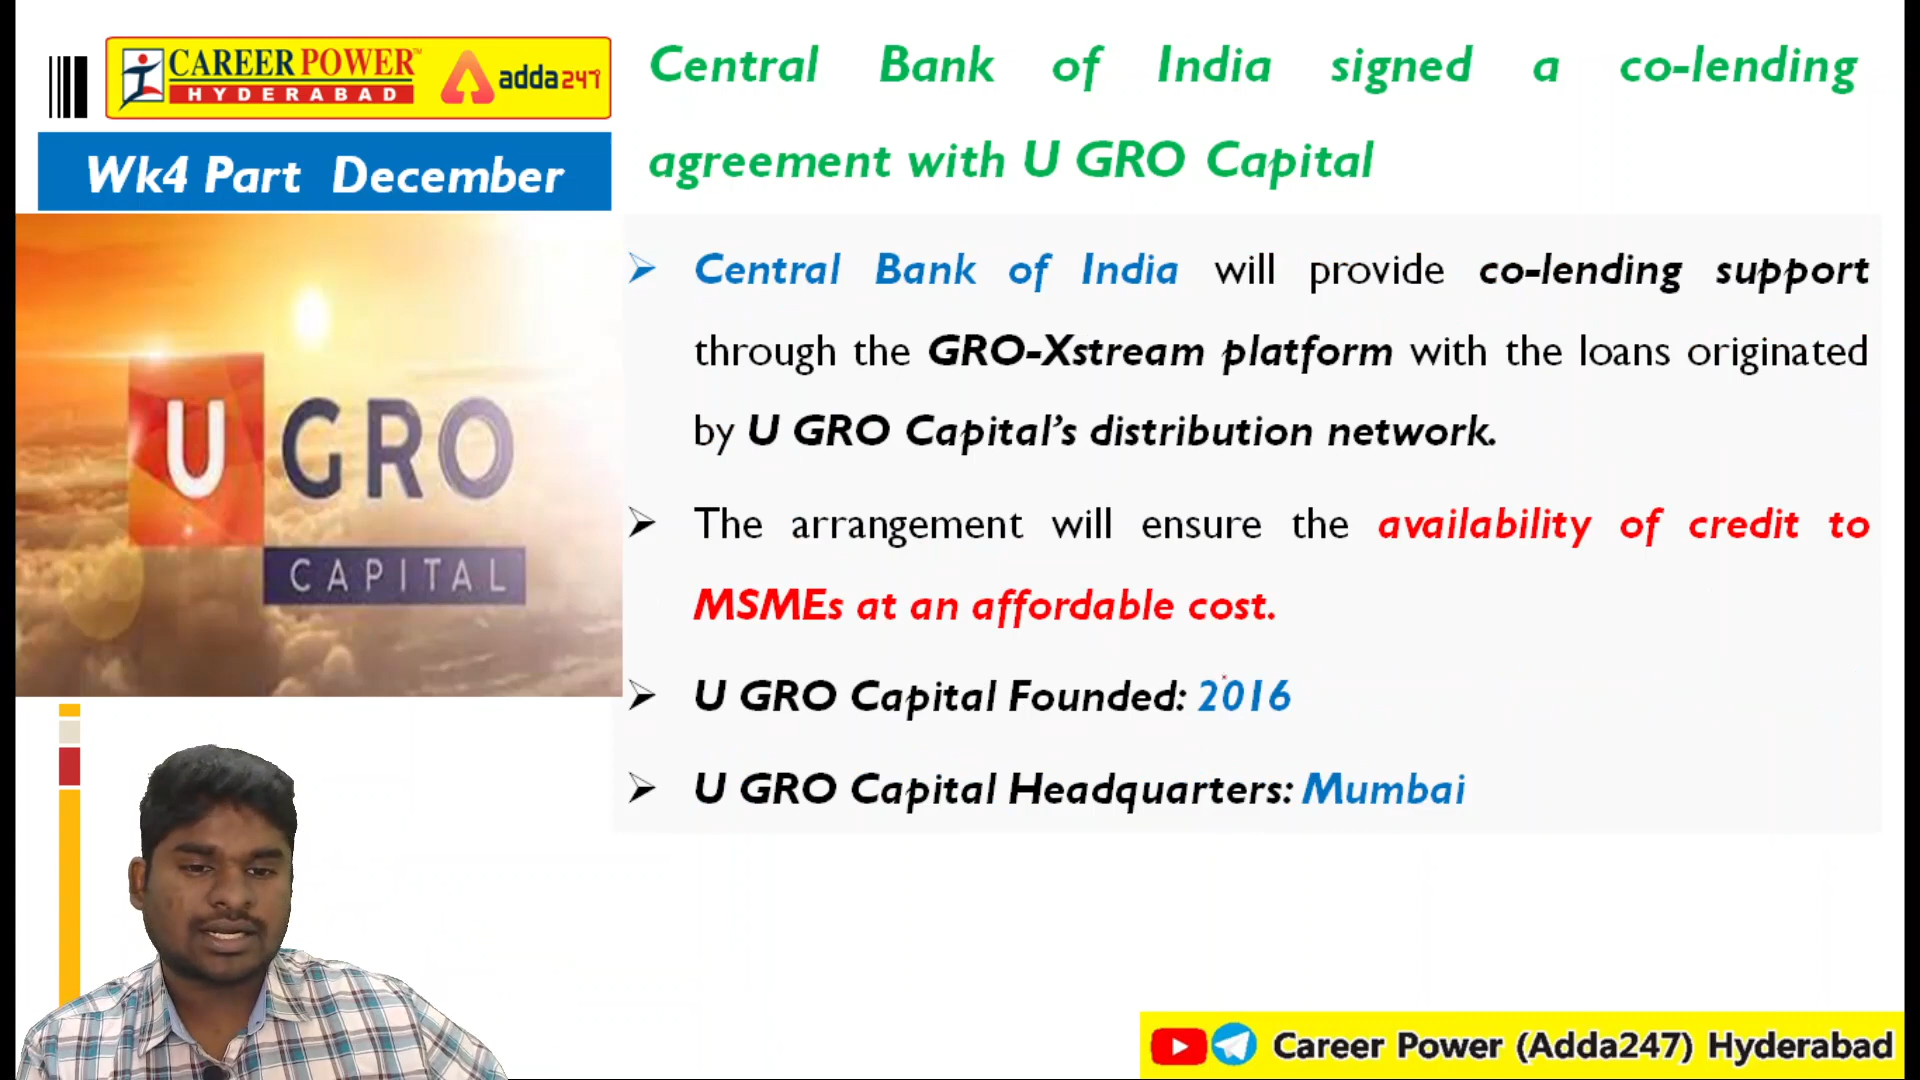 CAREER POWER™
HYDERABAD
adda247
Wk4 Part December
Central Bank of India signed a co-lending
agreement with U GRO Capital
U GRO
CAPITAL
➢ Central Bank of India will provide co-lending support
through the GRO-Xstream platform with the loans originated
by U GRO Capital’s distribution network.
➢ The arrangement will ensure the availability of credit to
MSMEs at an affordable cost.
➢ U GRO Capital Founded: 2016
➢ U GRO Capital Headquarters: Mumbai
Career Power (Adda247) Hyderabad